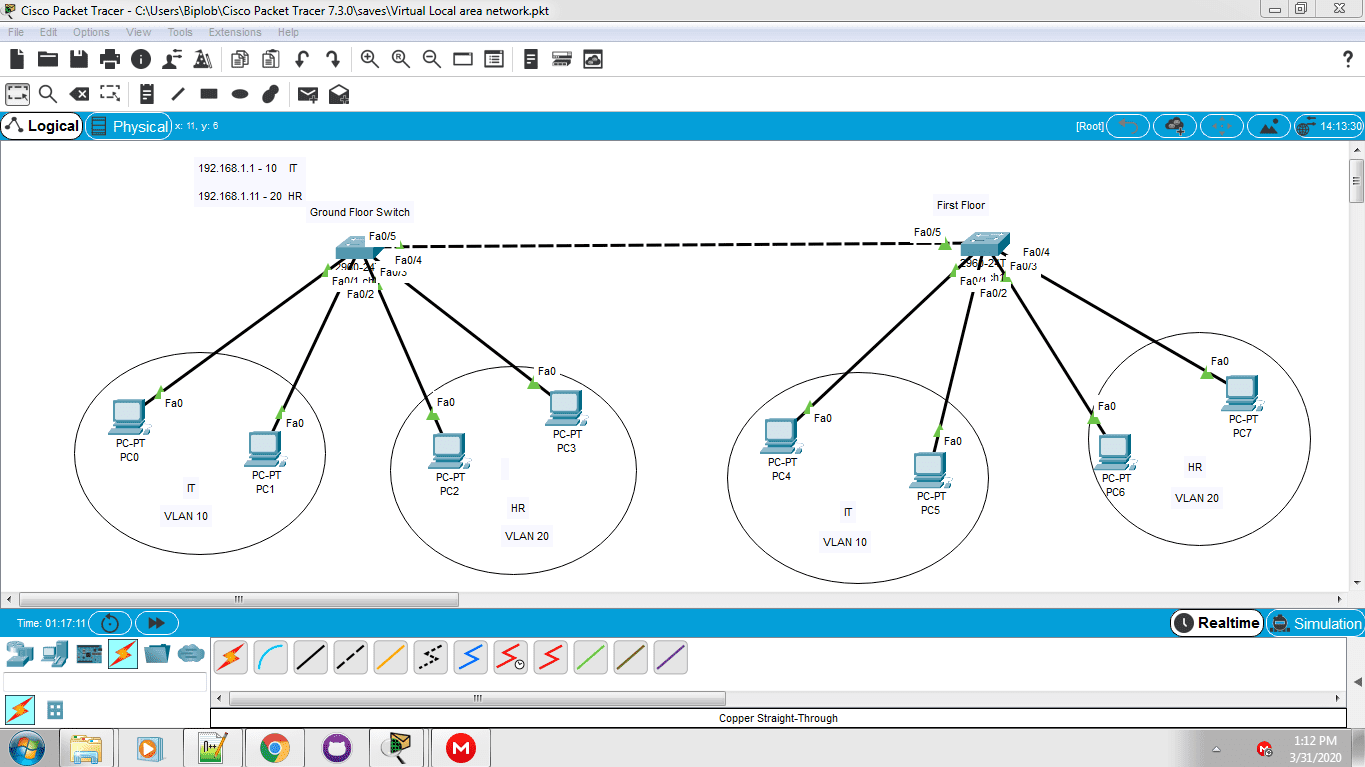 Cisco Packet Tracer - C:\Users\Biplob\Cisco Packet Tracer 7.3.0\saves\Virtual Local area network.pkt
File Edit Options View Tools Extensions Help
Logical Physical x: 11, y: 6 [Root] 14:13:30
192.168.1.1 - 10 IT
192.168.1.11 - 20 HR
Ground Floor Switch
First Floor
Fa0/5
Fa0/4
Fa0/3
Fa0/1
Fa0/2
Fa0/5
Fa0/4
Fa0/3
Fa0/1
Fa0/2
Fa0
PC-PT
PC0
Fa0
PC-PT
PC1
IT
VLAN 10
Fa0
PC-PT
PC2
Fa0
PC-PT
PC3
HR
VLAN 20
Fa0
PC-PT
PC4
Fa0
PC-PT
PC5
IT
VLAN 10
Fa0
PC-PT
PC6
Fa0
PC-PT
PC7
HR
VLAN 20
Time: 01:17:11 Realtime Simulation
Copper Straight-Through
1:12 PM
3/31/2020